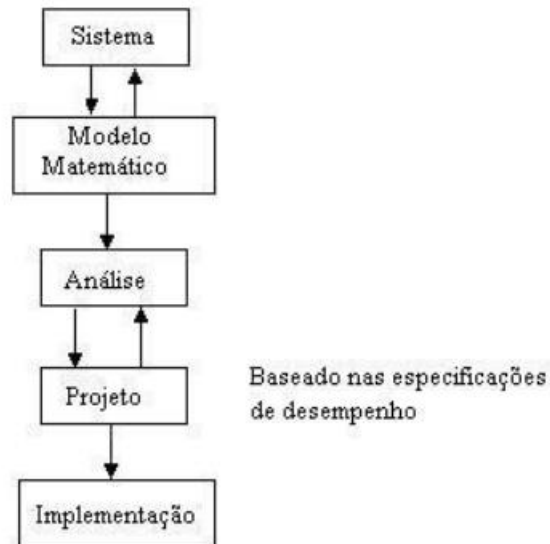 Sistema
Modelo
Matemático
Análise
Projeto
Baseado nas especificações
de desempenho
Implementação